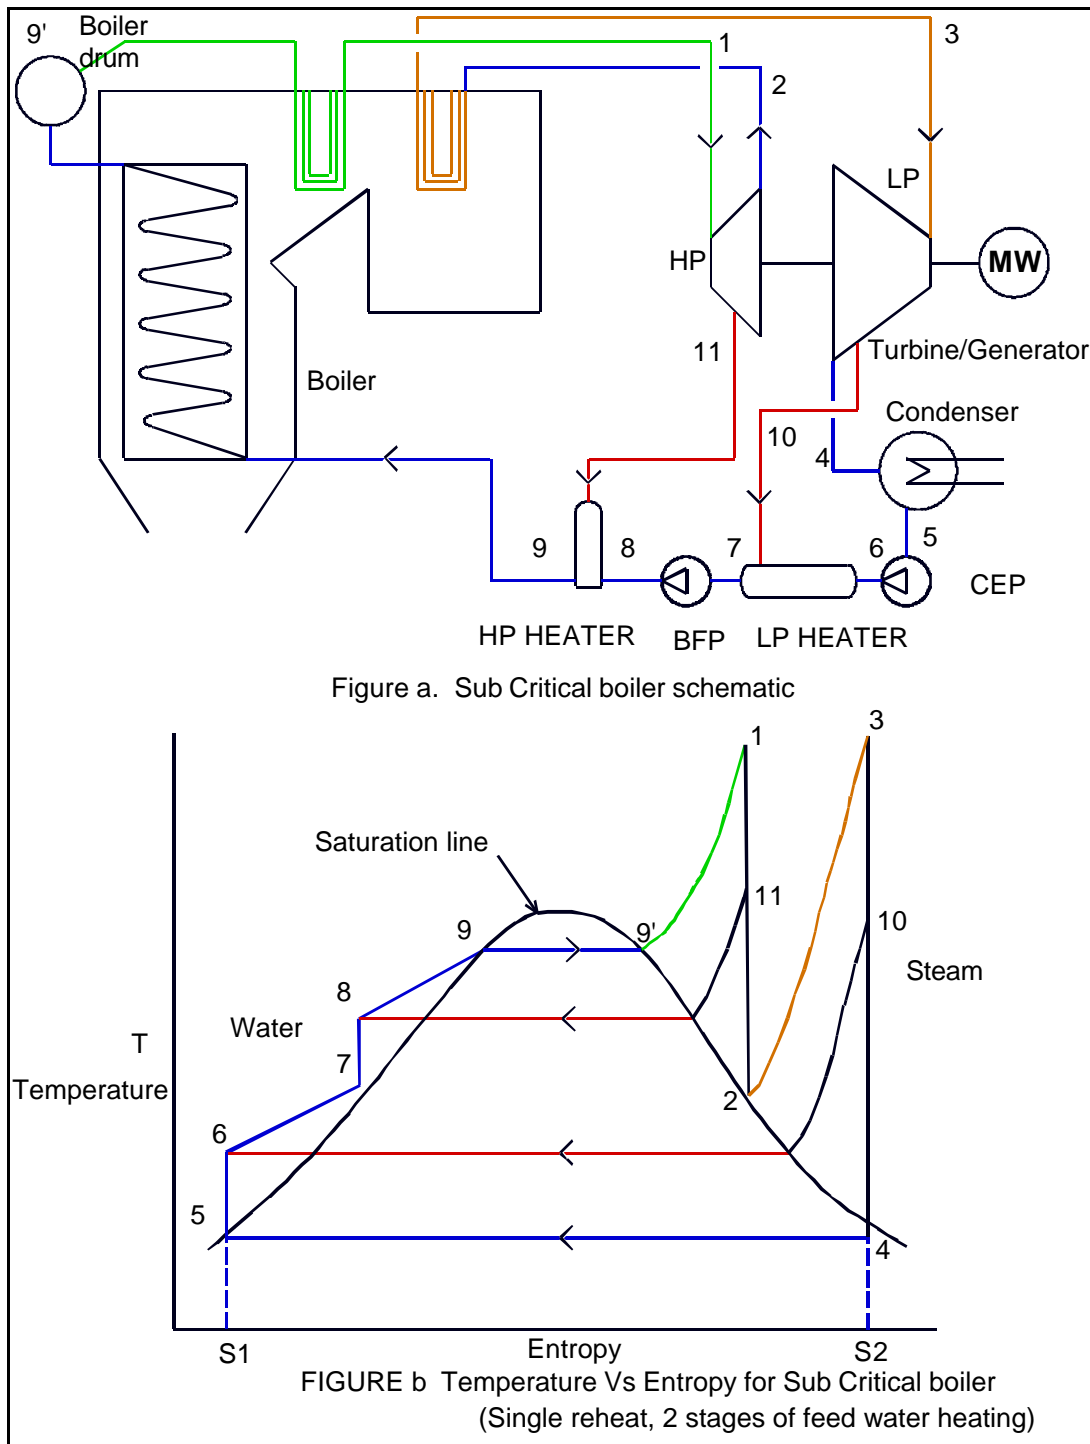 9'
Boiler
drum
1
3
2
LP
HP
MW
11
Turbine/Generator
Boiler
Condenser
10
4
9
8
7
6
5
CEP
HP HEATER
BFP
LP HEATER
Figure a. Sub Critical boiler schematic
3
1
Saturation line
11
10
9
9'
Steam
8
Water
T
7
Temperature
2
6
5
4
S1
Entropy
S2
FIGURE b Temperature Vs Entropy for Sub Critical boiler
(Single reheat, 2 stages of feed water heating)